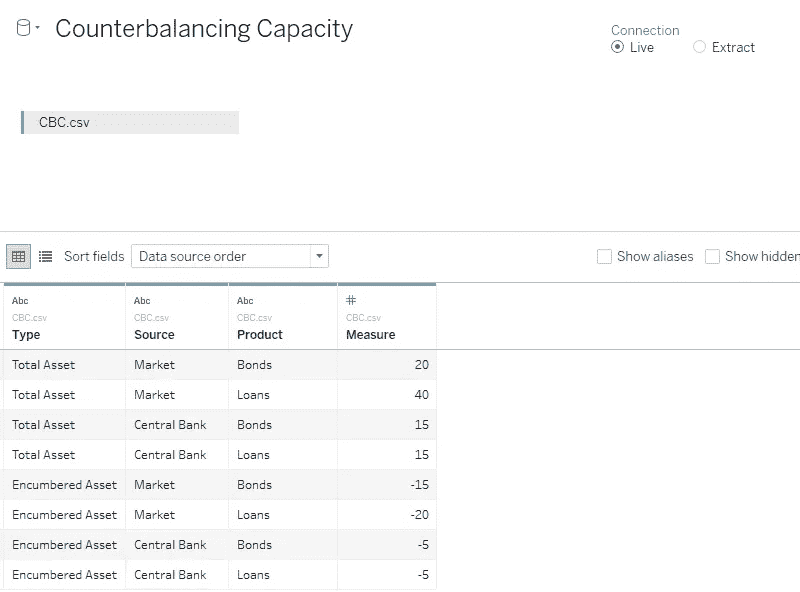 Counterbalancing Capacity
Connection
Live Extract
CBC.csv
Sort fields Data source order Show aliases Show hidden
Abc Abc Abc #
CBC.csv CBC.csv CBC.csv CBC.csv
Type Source Product Measure
Total Asset Market Bonds 20
Total Asset Market Loans 40
Total Asset Central Bank Bonds 15
Total Asset Central Bank Loans 15
Encumbered Asset Market Bonds -15
Encumbered Asset Market Loans -20
Encumbered Asset Central Bank Bonds -5
Encumbered Asset Central Bank Loans -5